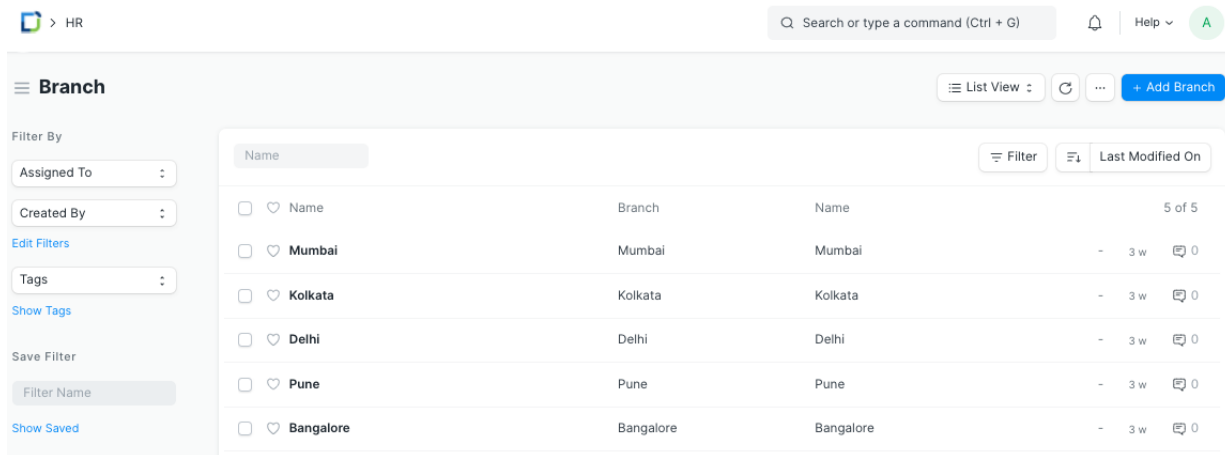 > HR
Search or type a command (Ctrl + G)
Help
A
Branch
List View
...
+ Add Branch
Filter By
Assigned To
Created By
Edit Filters
Tags
Show Tags
Save Filter
Filter Name
Show Saved
Name
Filter
Last Modified On
Name Branch Name 5 of 5
Mumbai Mumbai Mumbai - 3 w 0
Kolkata Kolkata Kolkata - 3 w 0
Delhi Delhi Delhi - 3 w 0
Pune Pune Pune - 3 w 0
Bangalore Bangalore Bangalore - 3 w 0